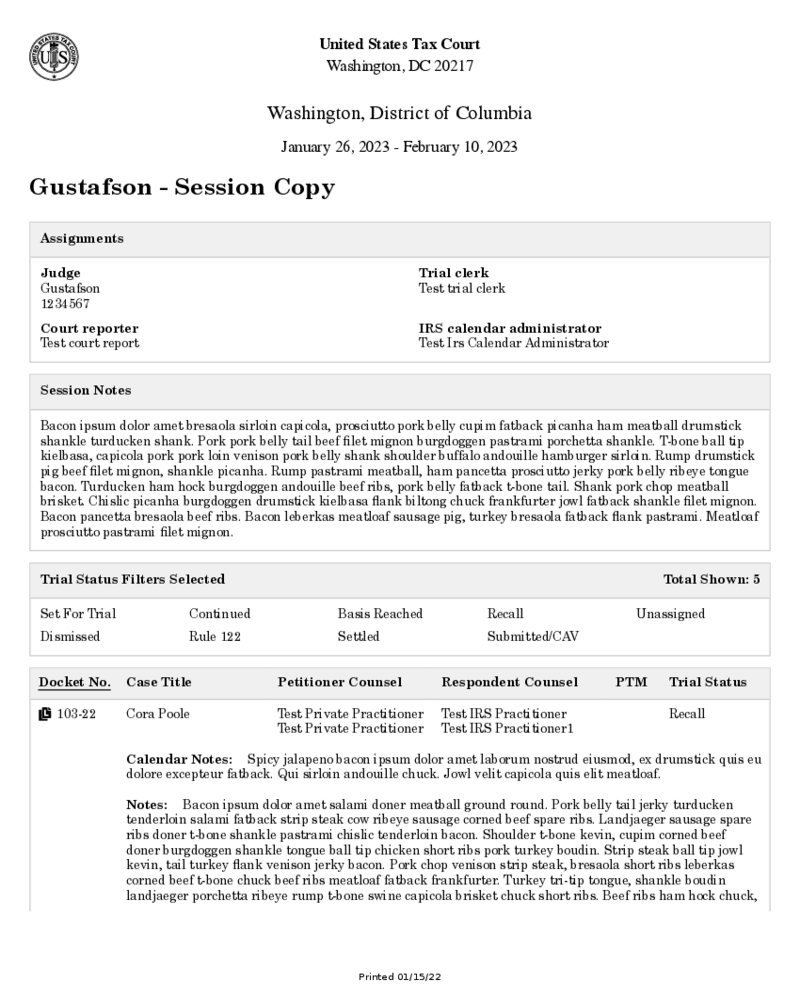 United States Tax Court
Washington, DC 20217
Washington, District of Columbia
January 26, 2023 - February 10, 2023
Gustafson - Session Copy
Assignments
Judge
Gustafson
1234567
Trial clerk
Test trial clerk
Court reporter
Test court report
IRS calendar administrator
Test Irs Calendar Administrator
Session Notes
Bacon ipsum dolor amet bresaola sirloin capicola, prosciutto pork belly cupim fatback picanha ham meatball drumstick
shankle turducken shank. Pork pork belly tail beef filet mignon burgdoggen pastrami porchetta shankle. T-bone ball tip
kielbasa, capicola pork pork loin venison pork belly shank shoulder buffalo andouille hamburger sirloin. Rump drumstick
pig beef filet mignon, shankle picanha. Rump pastrami meatball, ham pancetta prosciutto jerky pork belly ribeye tongue
bacon. Turducken ham hock burgdoggen andouille beef ribs, pork belly fatback t-bone tail. Shank pork chop meatball
brisket. Chislic picanha burgdoggen drumstick kielbasa flank biltong chuck frankfurter jowl fatback shankle filet mignon.
Bacon pancetta bresaola beef ribs. Bacon leberkas meatloaf sausage pig, turkey bresaola fatback flank pastrami. Meatloaf
prosciutto pastrami filet mignon.
Trial Status Filters Selected Total Shown: 5
Set For Trial Continued Basis Reached Recall Unassigned
Dismissed Rule 122 Settled Submitted/CAV
Docket No. Case Title Petitioner Counsel Respondent Counsel PTM Trial Status
103-22 Cora Poole Test Private Practitioner Test IRS Practitioner Recall
Test Private Practitioner Test IRS Practitioner1
Calendar Notes: Spicy jalapeno bacon ipsum dolor amet laborum nostrud eiusmod, ex drumstick quis eu
dolore excepteur fatback. Qui sirloin andouille chuck. Jowl velit capicola quis elit meatloaf.
Notes: Bacon ipsum dolor amet salami doner meatball ground round. Pork belly tail jerky turducken
tenderloin salami fatback strip steak cow ribeye sausage corned beef spare ribs. Landjaeger sausage spare
ribs doner t-bone shankle pastrami chislic tenderloin bacon. Shoulder t-bone kevin, cupim corned beef
doner burgdoggen shankle tongue ball tip chicken short ribs pork turkey boudin. Strip steak ball tip jowl
kevin, tail turkey flank venison jerky bacon. Pork chop venison strip steak, bresaola short ribs leberkas
corned beef t-bone chuck beef ribs meatloaf fatback frankfurter. Turkey tri-tip tongue, shankle boudin
landjaeger porchetta ribeye rump t-bone swine capicola brisket chuck short ribs. Beef ribs ham hock chuck,
Printed 01/15/22